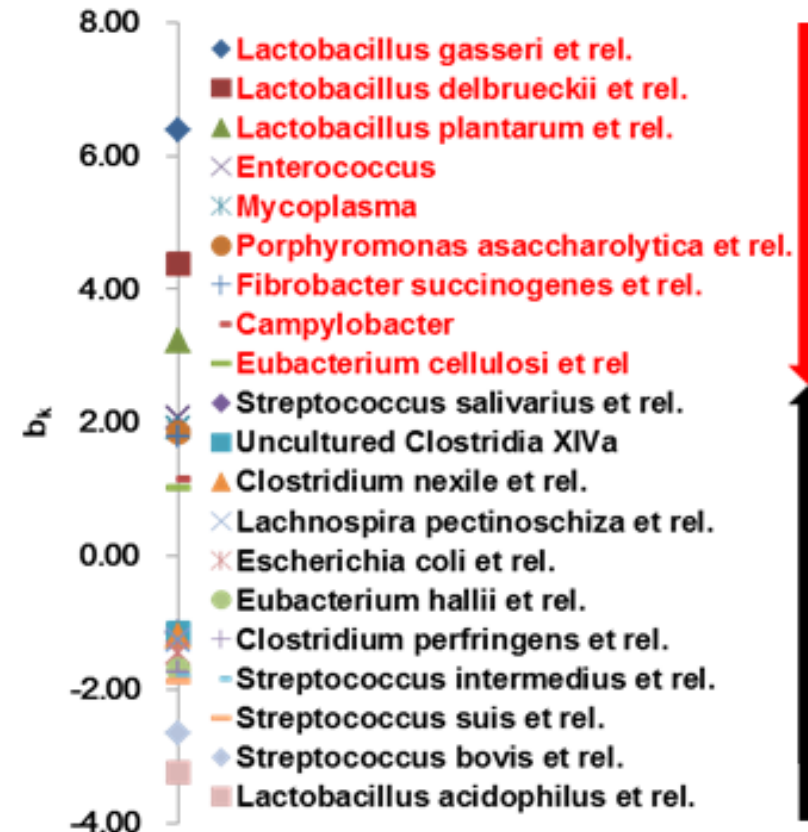 8.00
Lactobacillus gasseri et rel.
Lactobacillus delbrueckii et rel.
Lactobacillus plantarum et rel.
6.00
Enterococcus
Mycoplasma
Porphyromonas asaccharolytica et rel.
4.00
Fibrobacter succinogenes et rel.
Campylobacter
Eubacterium cellulosi et rel
Streptococcus salivarius et rel.
bk
2.00
Uncultured Clostridia XIVa
Clostridium nexile et rel.
Lachnospira pectinoschiza et rel.
0.00
Escherichia coli et rel.
Eubacterium hallii et rel.
Clostridium perfringens et rel.
-2.00
Streptococcus intermedius et rel.
Streptococcus suis et rel.
Streptococcus bovis et rel.
Lactobacillus acidophilus et rel.
-4.00